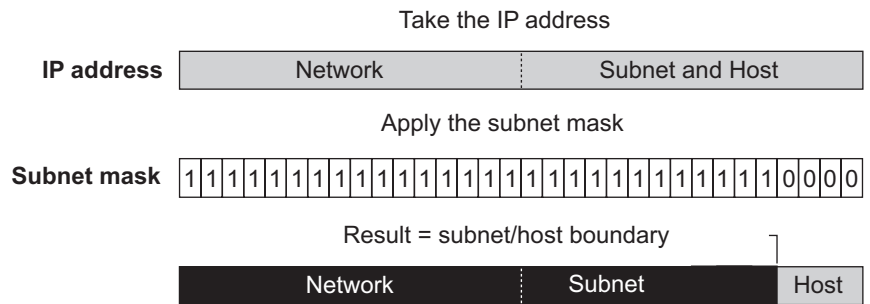 Take the IP address
IP address Network Subnet and Host
Apply the subnet mask
Subnet mask 1 1 1 1 1 1 1 1 1 1 1 1 1 1 1 1 1 1 1 1 1 1 1 1 1 1 1 1 0 0 0 0
Result = subnet/host boundary
Network Subnet Host